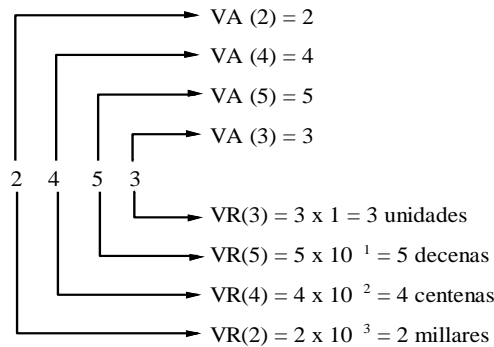 VA (2) = 2
VA (4) = 4
VA (5) = 5
VA (3) = 3
2 4 5 3
VR(3) = 3 x 1 = 3 unidades
VR(5) = 5 x 10 ¹ = 5 decenas
VR(4) = 4 x 10 ² = 4 centenas
VR(2) = 2 x 10 ³ = 2 millares